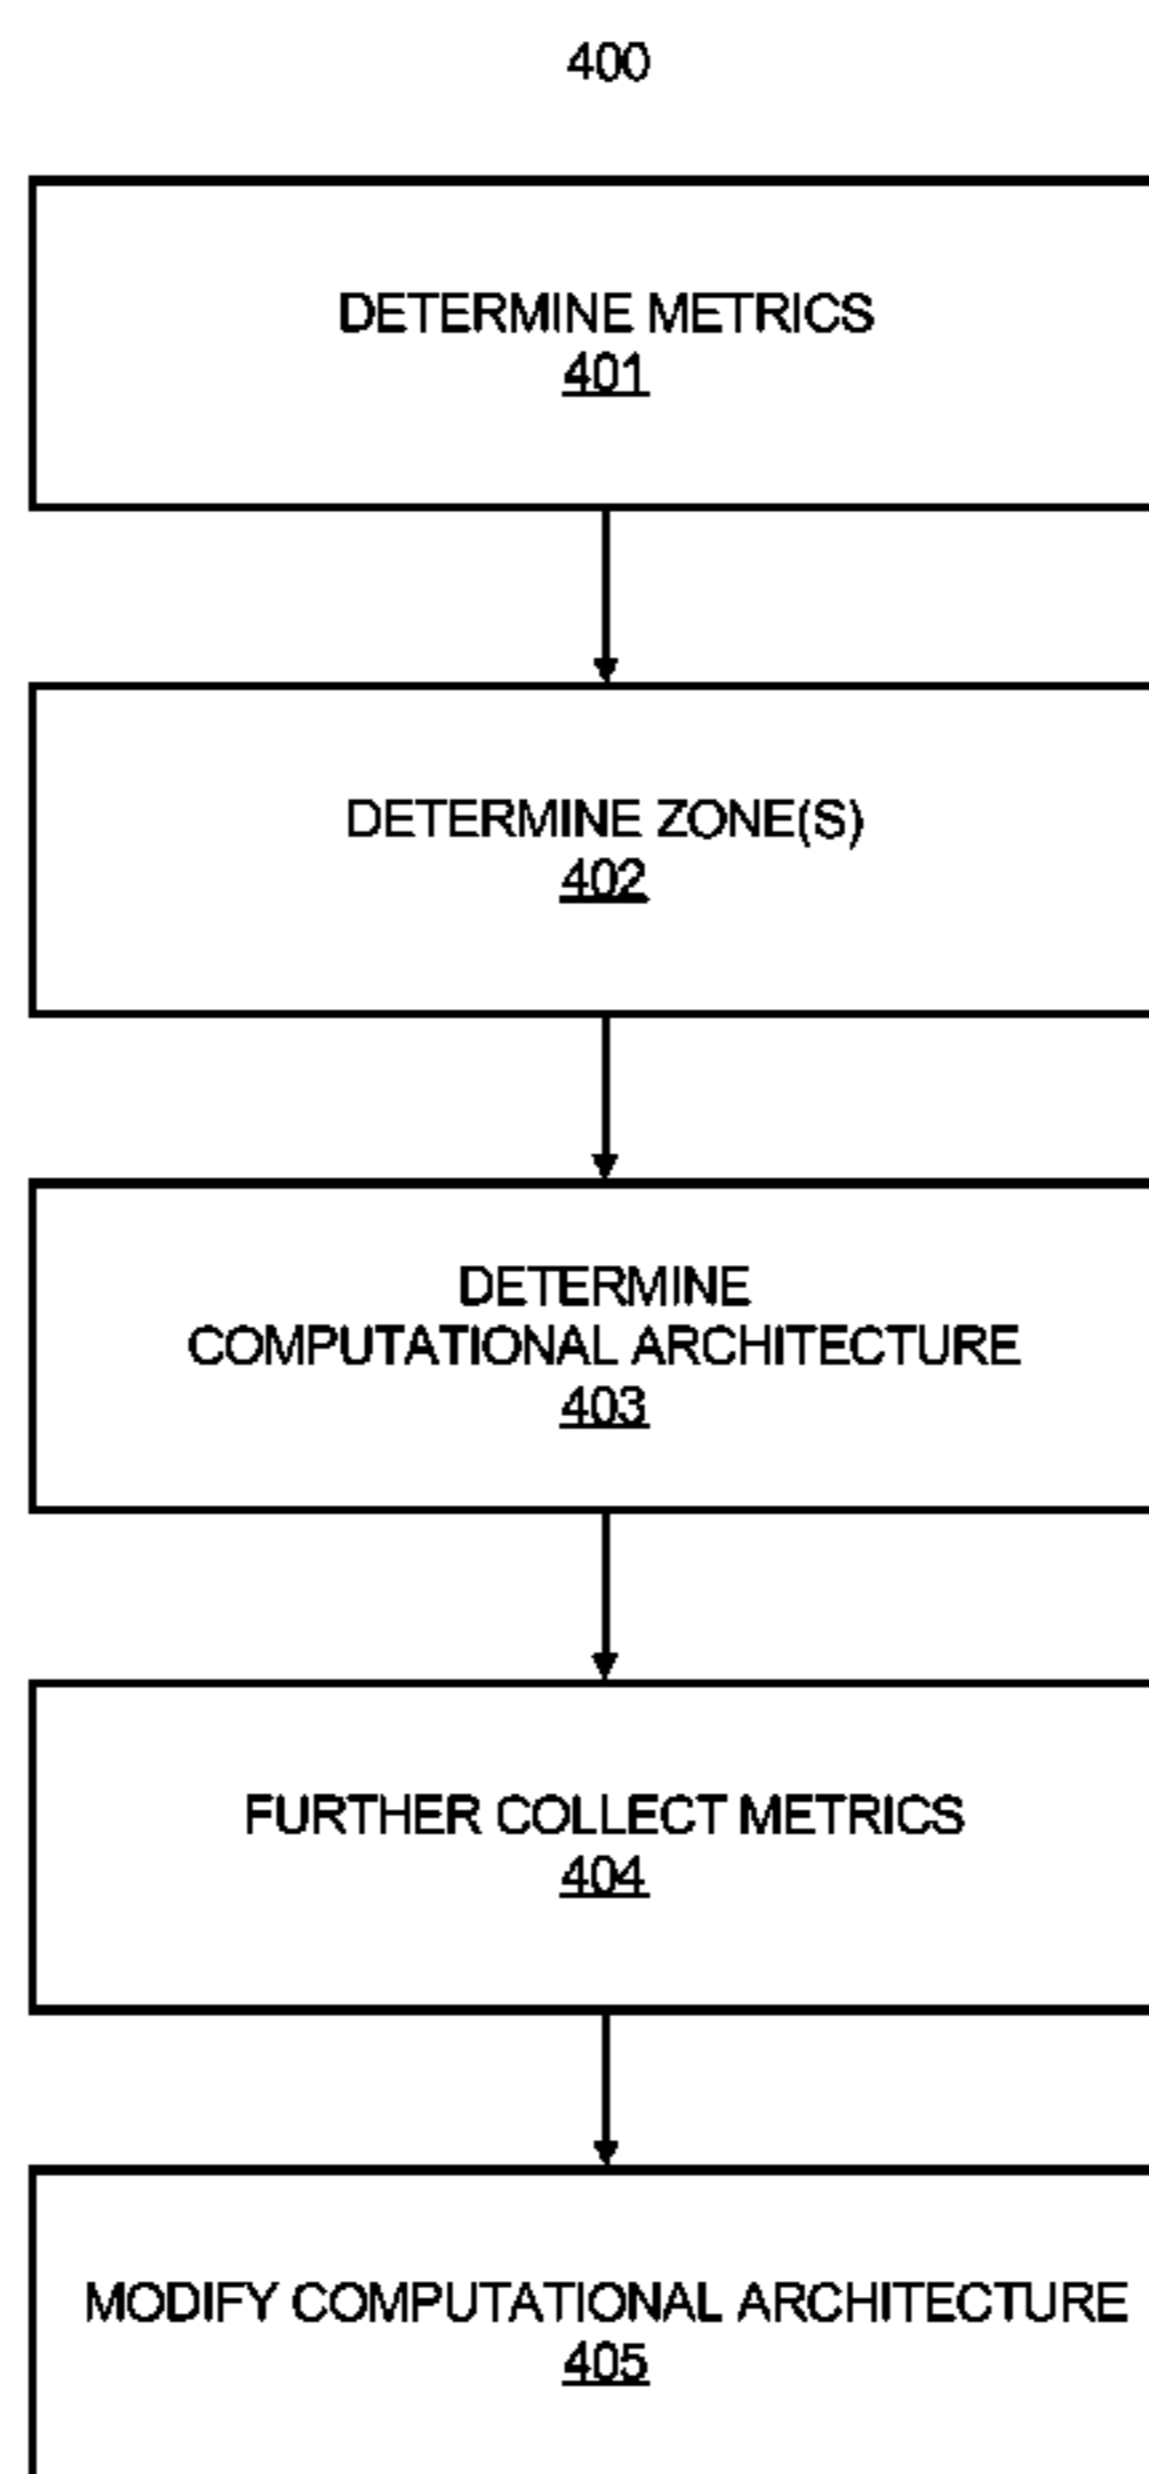 400
DETERMINE METRICS
401
DETERMINE ZONE(S)
402
DETERMINE
COMPUTATIONAL ARCHITECTURE
403
FURTHER COLLECT METRICS
404
MODIFY COMPUTATIONAL ARCHITECTURE
405